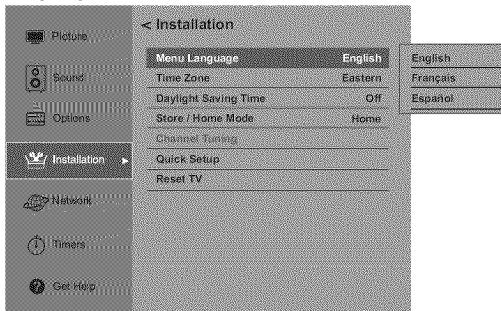 Picture
Sound
Options
Installation
Network
Timers
Get Help
< Installation
Menu Language English
Time Zone Eastern
Daylight Saving Time Off
Store / Home Mode Home
Channel Tuning
Quick Setup
Reset TV
English
Français
Español